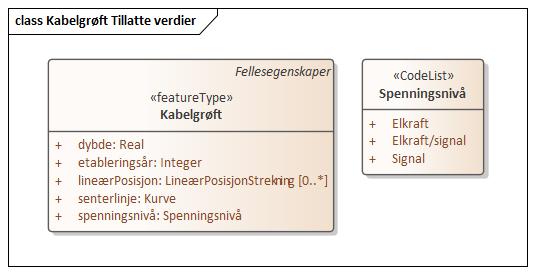 class Kabelgrøft Tillatte verdier
Fellesegenskaper
«featureType»
Kabelgrøft
+ dybde: Real
+ etableringsår: Integer
+ lineærPosisjon: LineærPosisjonStrekning [0..*]
+ senterlinje: Kurve
+ spenningsnivå: Spenningsnivå
«CodeList»
Spenningsnivå
+ Elkraft
+ Elkraft/signal
+ Signal